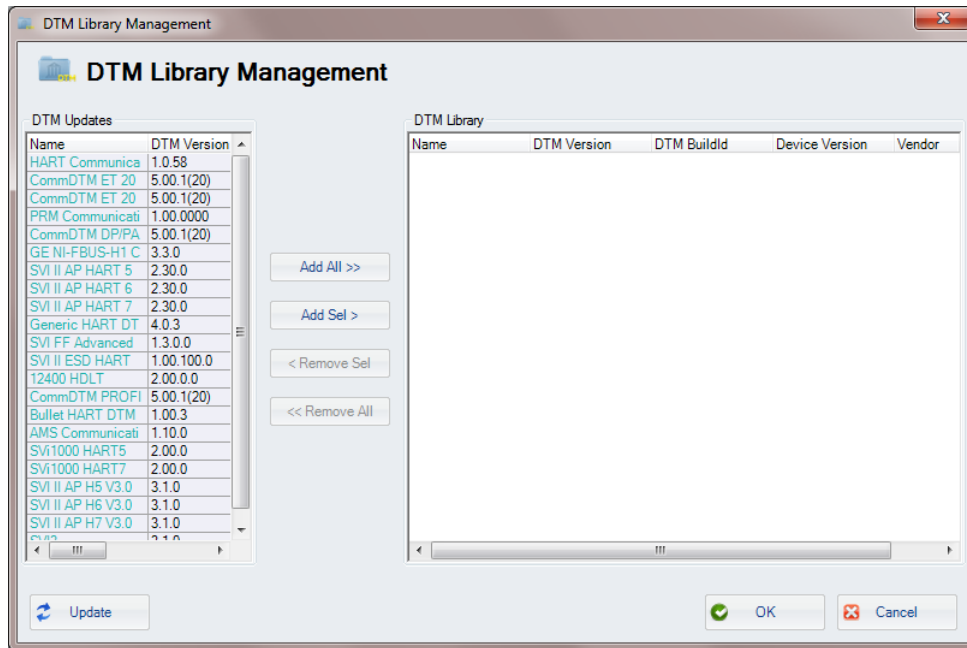 DTM Library Management
DTM Library Management
DTM Updates
Name DTM Version
HART Communica 1.0.58
CommDTM ET 20 5.00.1(20)
CommDTM ET 20 5.00.1(20)
PRM Communicati 1.00.0000
CommDTM DP/PA 5.00.1(20)
GE NI-FBUS-H1 C 3.3.0
SVI II AP HART 5 2.30.0
SVI II AP HART 6 2.30.0
SVI II AP HART 7 2.30.0
Generic HART DT 4.0.3
SVI FF Advanced 1.3.0.0
SVI II ESD HART 1.00.100.0
12400 HDLT 2.00.0.0
CommDTM PROFI 5.00.1(20)
Bullet HART DTM 1.00.3
AMS Communicati 1.10.0
SVi1000 HART5 2.00.0
SVi1000 HART7 2.00.0
SVI II AP H5 V3.0 3.1.0
SVI II AP H6 V3.0 3.1.0
SVI II AP H7 V3.0 3.1.0
Add All >>
Add Sel >
< Remove Sel
<< Remove All
DTM Library
Name DTM Version DTM BuildId Device Version Vendor
Update
OK
Cancel